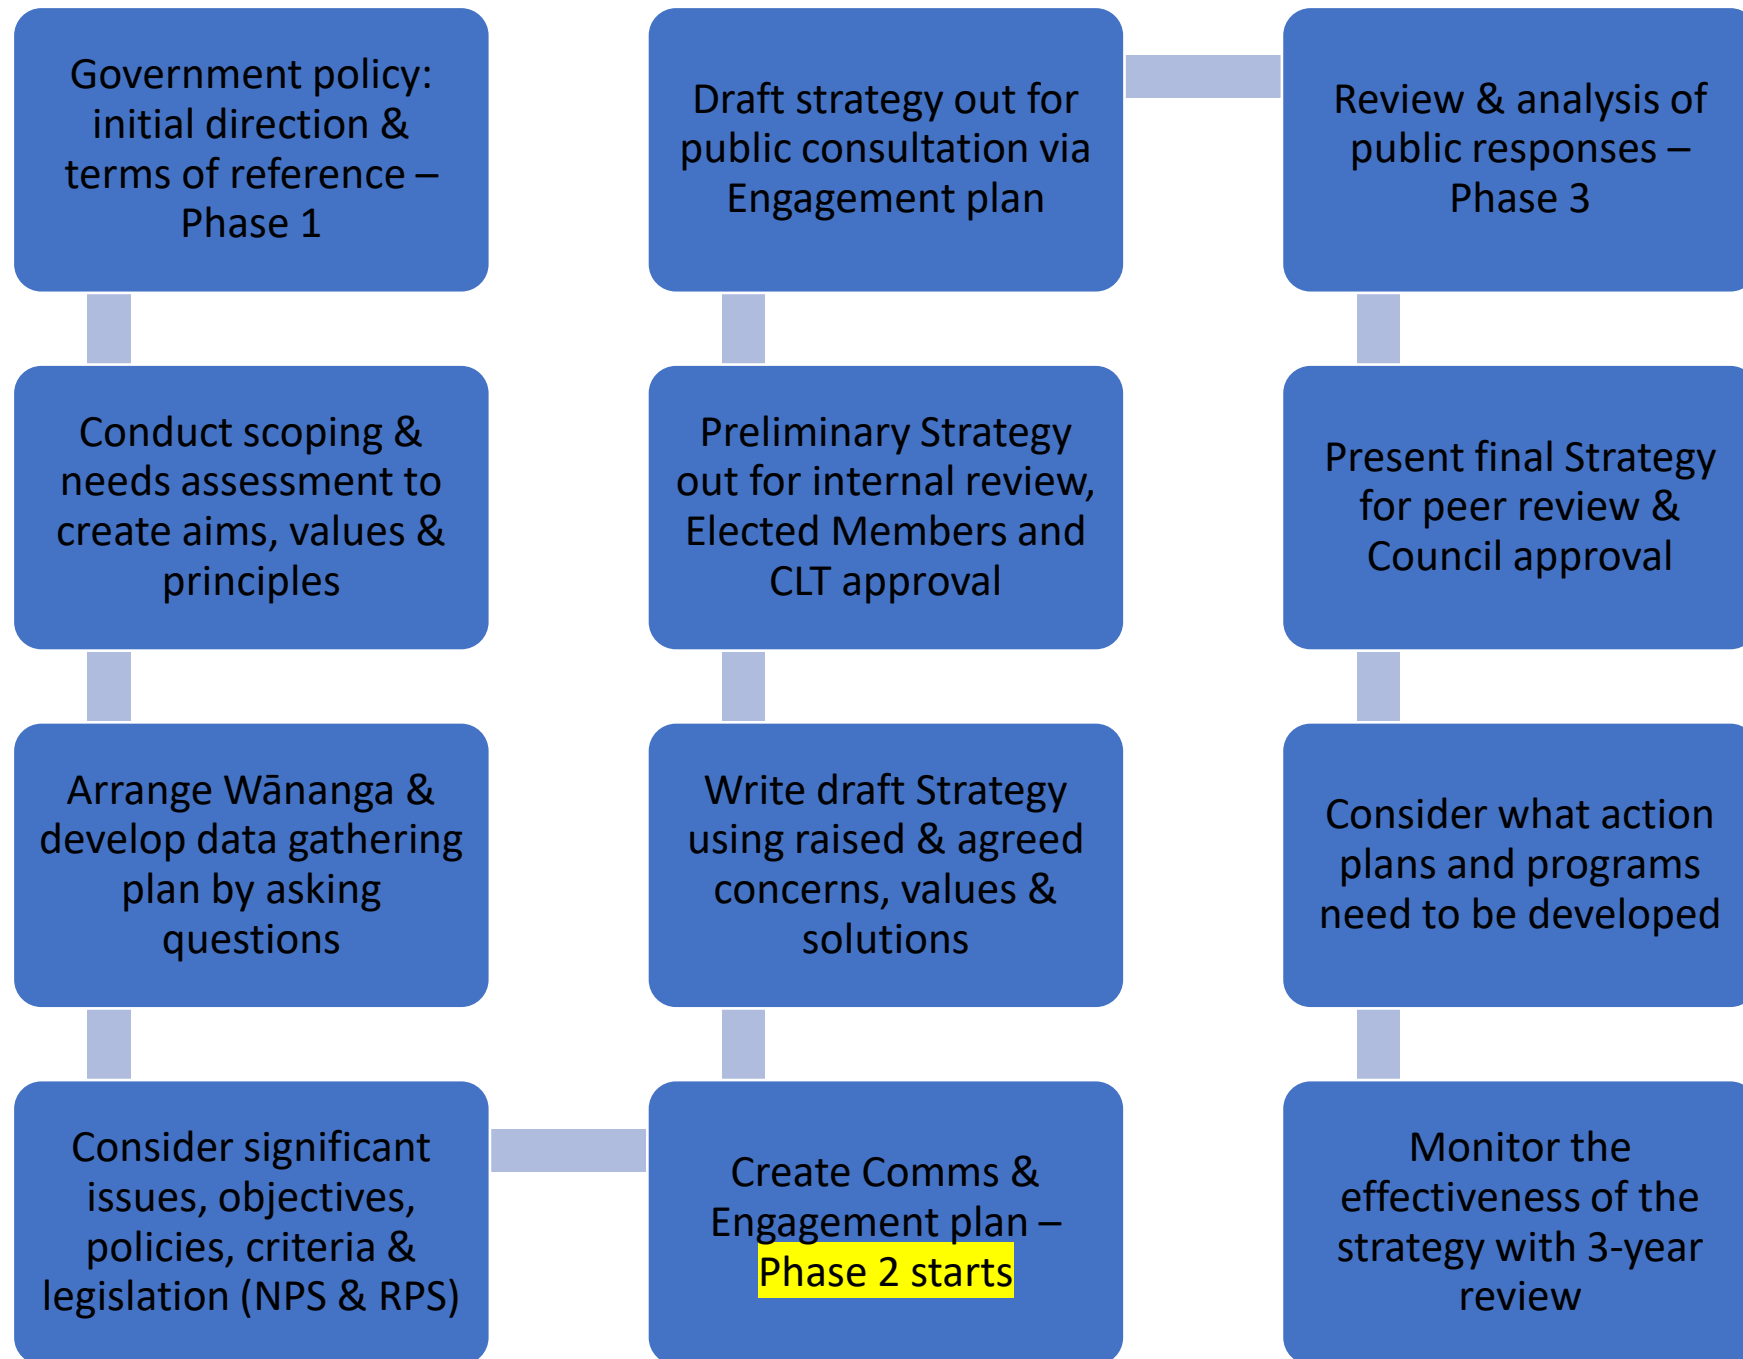 Government policy:
initial direction &
terms of reference –
Phase 1
Conduct scoping &
needs assessment to
create aims, values &
principles
Arrange Wānanga &
develop data gathering
plan by asking
questions
Consider significant
issues, objectives,
policies, criteria &
legislation (NPS & RPS)
Create Comms &
Engagement plan –
Phase 2 starts
Write draft Strategy
using raised & agreed
concerns, values &
solutions
Preliminary Strategy
out for internal review,
Elected Members and
CLT approval
Draft strategy out for
public consultation via
Engagement plan
Review & analysis of
public responses –
Phase 3
Present final Strategy
for peer review &
Council approval
Consider what action
plans and programs
need to be developed
Monitor the
effectiveness of the
strategy with 3-year
review